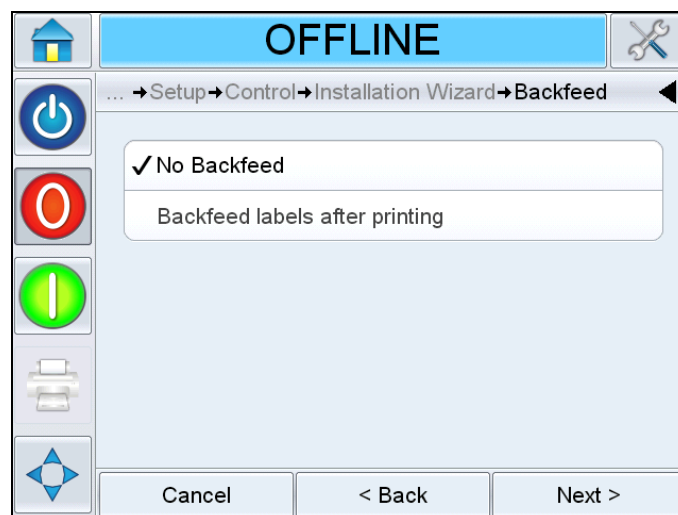 OFFLINE
... →Setup→Control→Installation Wizard→Backfeed
✓No Backfeed
Backfeed labels after printing
Cancel
< Back
Next >